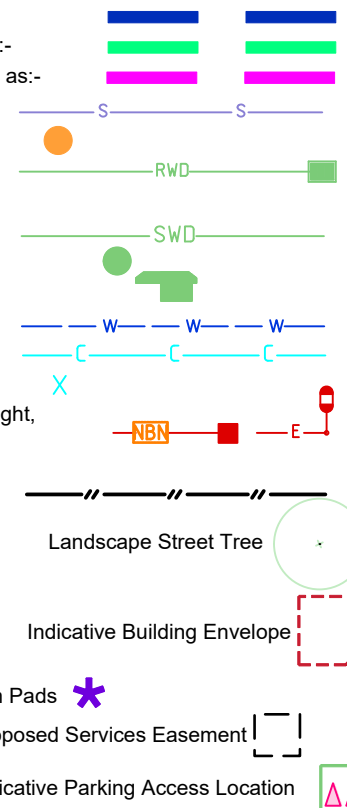 :-
as:-
S S
RWD
SWD
W W W
C C C
X
ght,
NBN E
Landscape Street Tree
Indicative Building Envelope
Pads
posed Services Easement
icative Parking Access Location